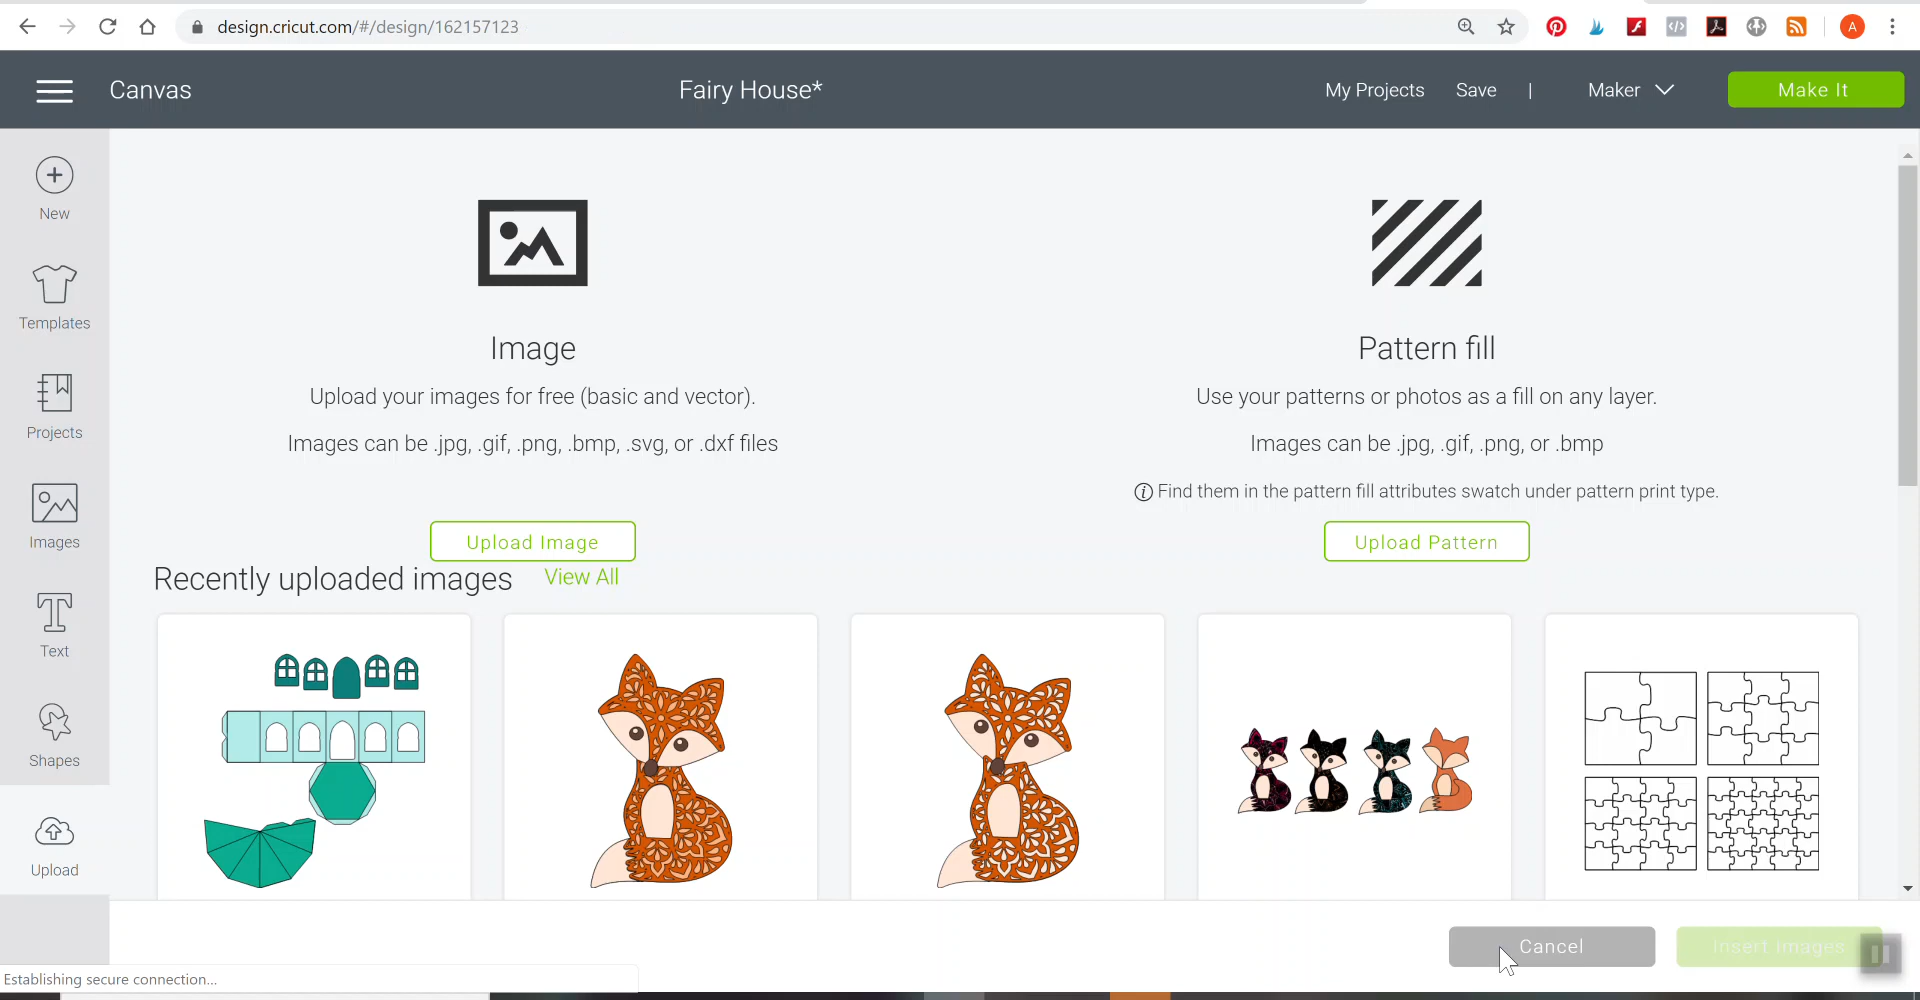 design.cricut.com/#/design/162157123
A
Canvas
Fairy House*
My Projects Save | Maker Make It
New
Templates
Projects
Images
Text
Shapes
Upload
Image
Upload your images for free (basic and vector).
Images can be .jpg, .gif, .png, .bmp, .svg, or .dxf files
Upload Image
Pattern fill
Use your patterns or photos as a fill on any layer.
Images can be .jpg, .gif, .png, or .bmp
Find them in the pattern fill attributes swatch under pattern print type.
Upload Pattern
Recently uploaded images View All
Cancel Insert Images
Establishing secure connection...